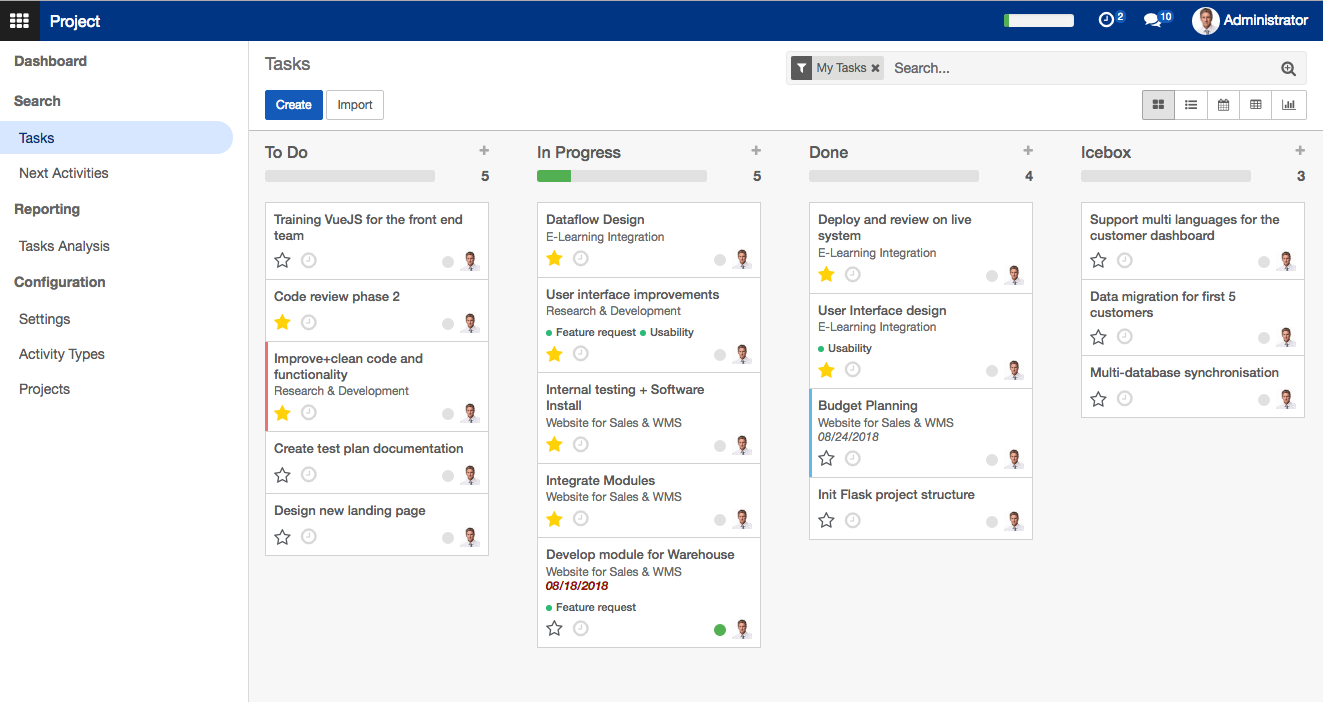 Project
2
10
Administrator
Dashboard
Search
Tasks
Next Activities
Reporting
Tasks Analysis
Configuration
Settings
Activity Types
Projects
Tasks
My Tasks
Search...
Create
Import
To Do
5
Training VueJS for the front end
team
Code review phase 2
Improve+clean code and
functionality
Research & Development
Create test plan documentation
Design new landing page
In Progress
5
Dataflow Design
E-Learning Integration
User interface improvements
Research & Development
Feature request Usability
Internal testing + Software
Install
Website for Sales & WMS
Integrate Modules
Website for Sales & WMS
Develop module for Warehouse
Website for Sales & WMS
08/18/2018
Feature request
Done
4
Deploy and review on live
system
E-Learning Integration
User Interface design
E-Learning Integration
Usability
Budget Planning
Website for Sales & WMS
08/24/2018
Init Flask project structure
Icebox
3
Support multi languages for the
customer dashboard
Data migration for first 5
customers
Multi-database synchronisation